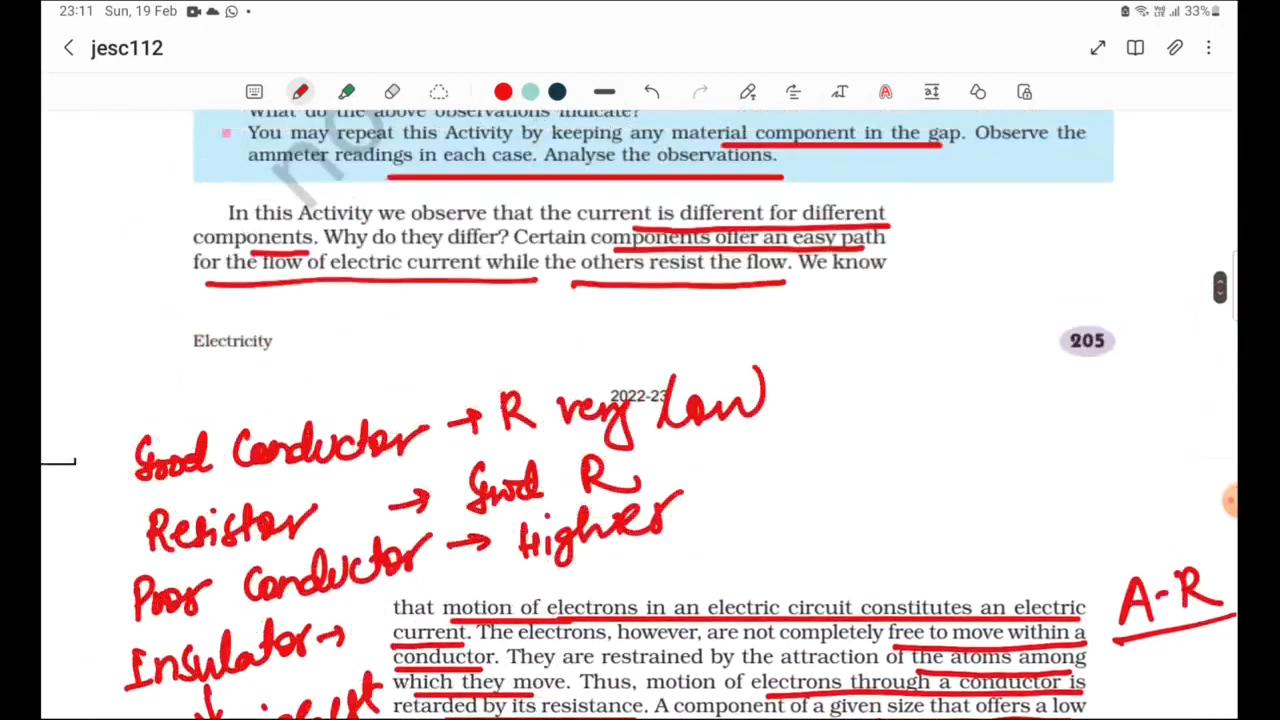 23:11 Sun, 19 Feb
33%
jesc112
What do the above observations indicate?
You may repeat this Activity by keeping any material component in the gap. Observe the
ammeter readings in each case. Analyse the observations.
no
In this Activity we observe that the current is different for different
components. Why do they differ? Certain components offer an easy path
for the flow of electric current while the others resist the flow. We know
Electricity
205
2022-23
Good Conductor → R very Low
Resistor → Good R
Poor Conductor → Higher
Insulator →
A-R
that motion of electrons in an electric circuit constitutes an electric
current. The electrons, however, are not completely free to move within a
conductor. They are restrained by the attraction of the atoms among
which they move. Thus, motion of electrons through a conductor is
retarded by its resistance. A component of a given size that offers a low